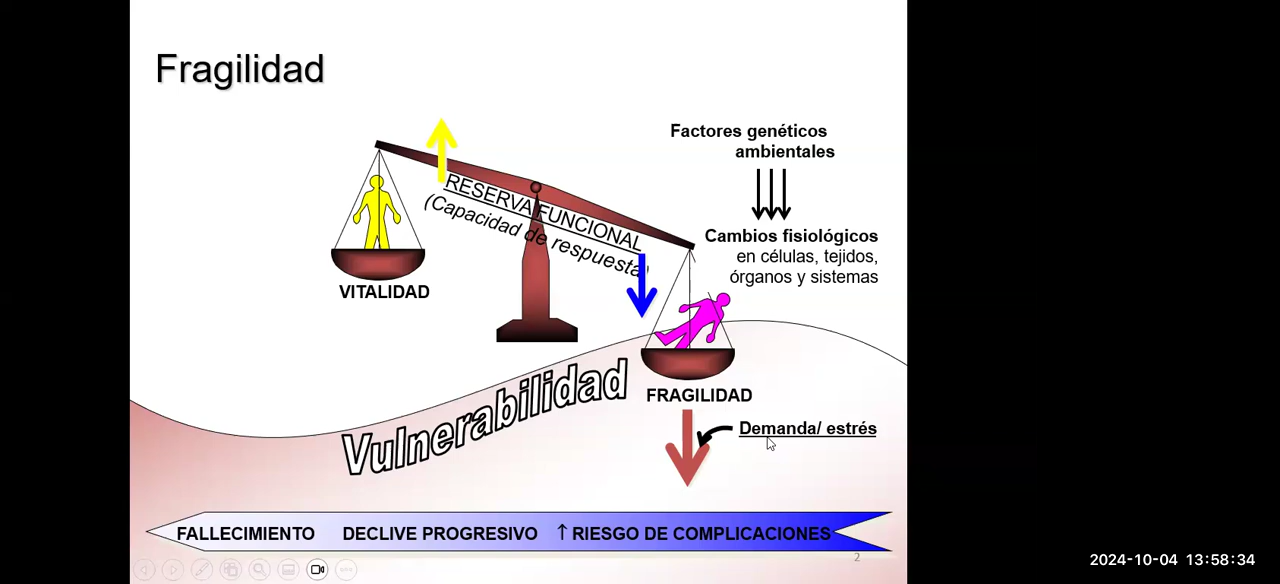 Fragilidad
Factores genéticos
ambientales
RESERVA FUNCIONAL
(Capacidad de respuesta)
Cambios fisiológicos
en células, tejidos,
órganos y sistemas
VITALIDAD
Vulnerabilidad
FRAGILIDAD
Demanda/ estrés
FALLECIMIENTO DECLIVE PROGRESIVO ↑ RIESGO DE COMPLICACIONES
2
2024-10-04 13:58:34